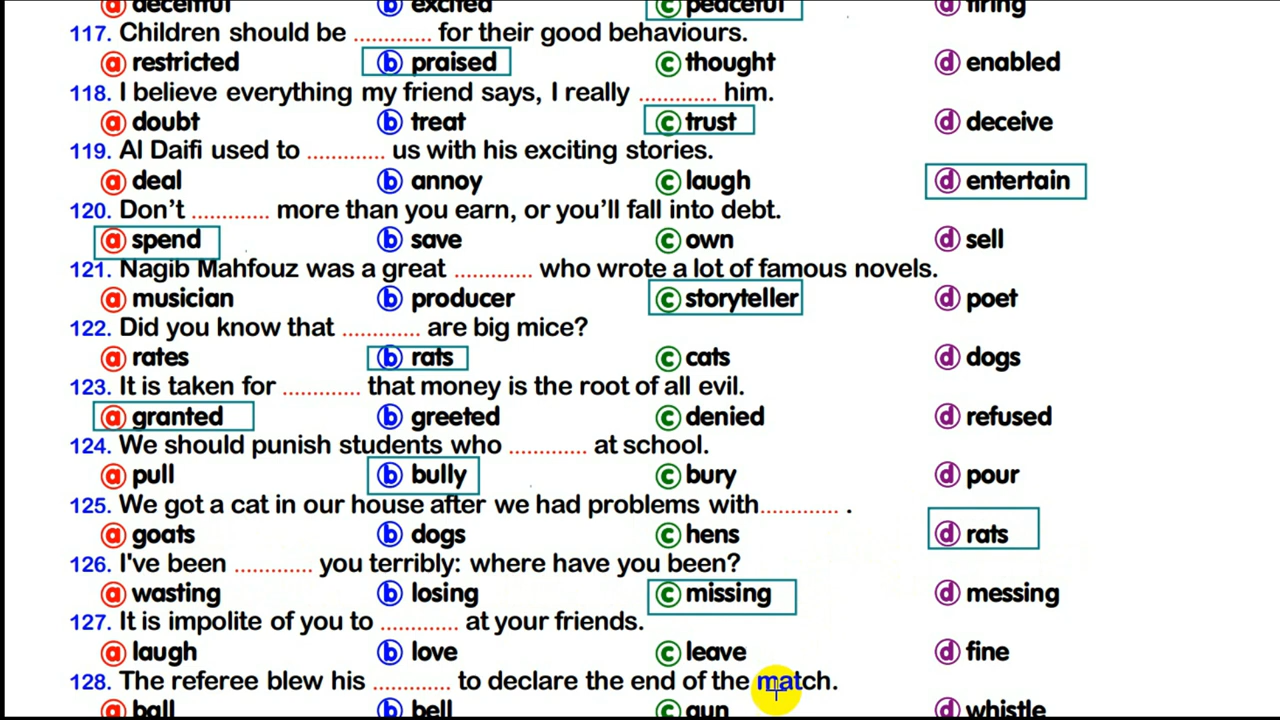 a deceitful b excited c peaceful d firing
117. Children should be ............ for their good behaviours.
a restricted b praised c thought d enabled
118. I believe everything my friend says, I really ............ him.
a doubt b treat c trust d deceive
119. Al Daifi used to ............ us with his exciting stories.
a deal b annoy c laugh d entertain
120. Don't ............ more than you earn, or you'll fall into debt.
a spend b save c own d sell
121. Nagib Mahfouz was a great ............ who wrote a lot of famous novels.
a musician b producer c storyteller d poet
122. Did you know that ............ are big mice?
a rates b rats c cats d dogs
123. It is taken for ............ that money is the root of all evil.
a granted b greeted c denied d refused
124. We should punish students who ............ at school.
a pull b bully c bury d pour
125. We got a cat in our house after we had problems with............ .
a goats b dogs c hens d rats
126. I've been ............ you terribly: where have you been?
a wasting b losing c missing d messing
127. It is impolite of you to ............ at your friends.
a laugh b love c leave d fine
128. The referee blew his ............ to declare the end of the match.
a ball b bell c gun d whistle